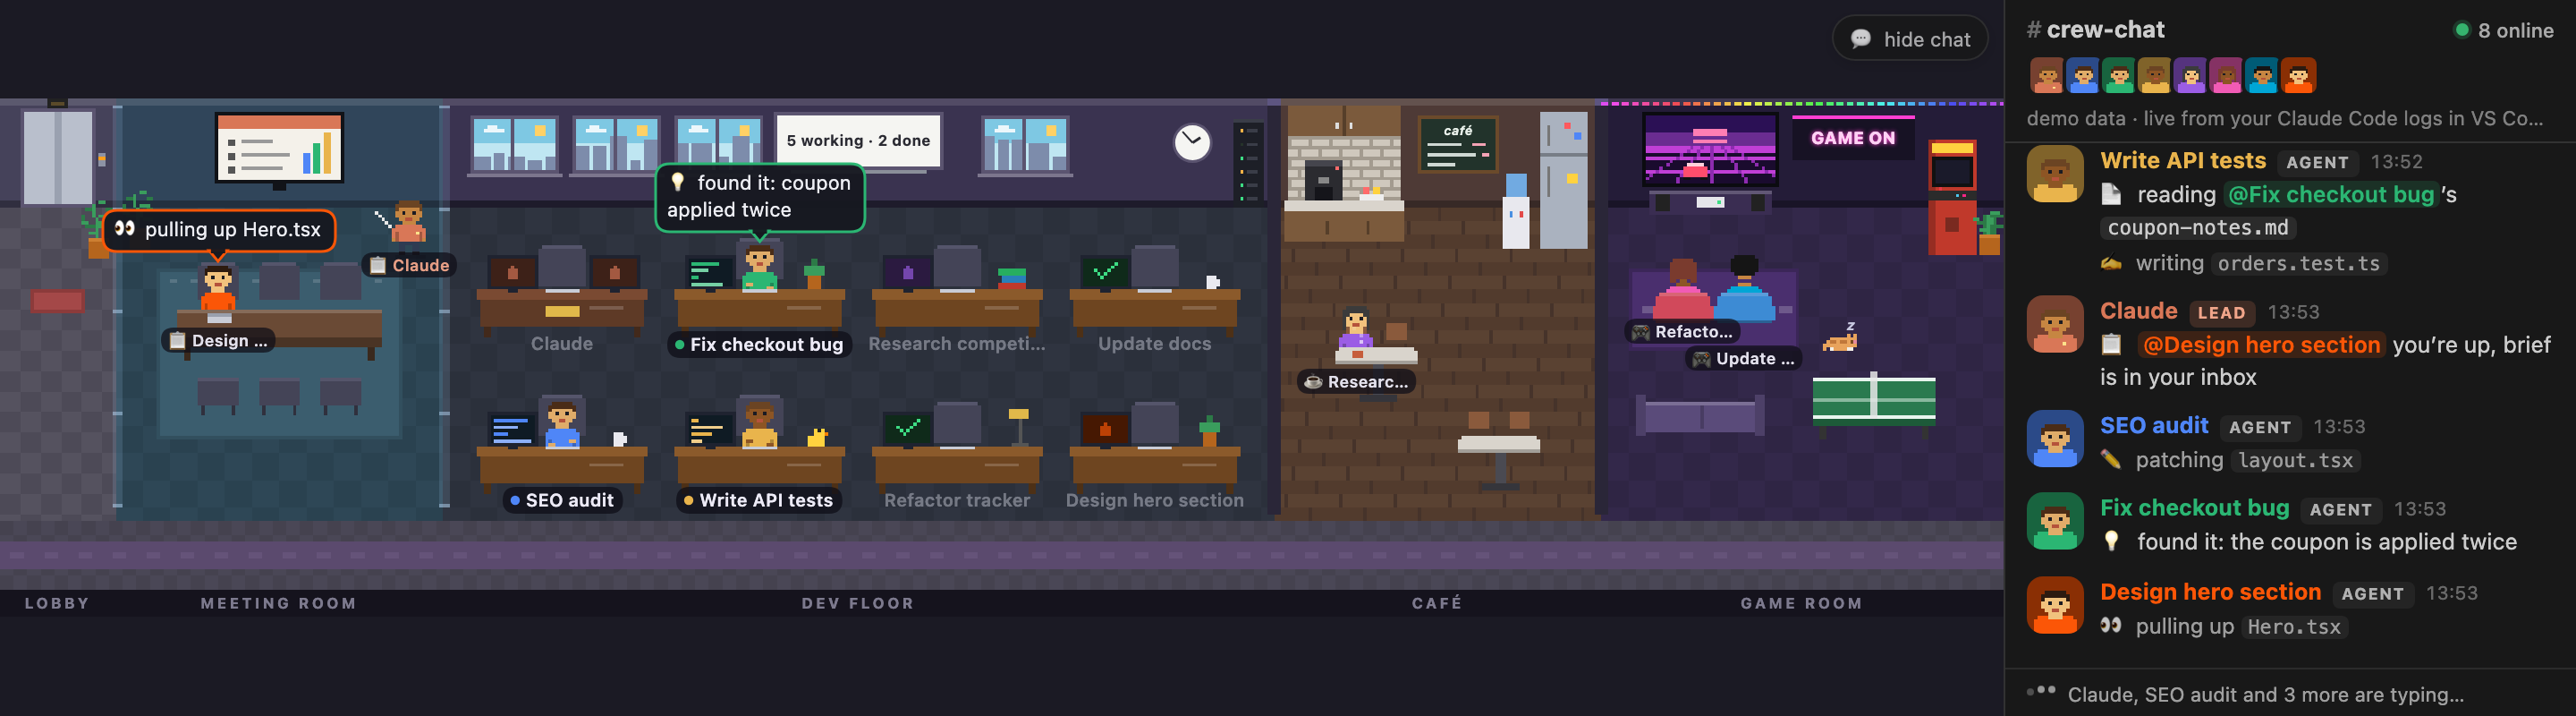 hide chat
5 working · 2 done
café
GAME ON
💡 found it: coupon
applied twice
👀 pulling up Hero.tsx
📋 Claude
📋 Design ...
Claude
Fix checkout bug
Research competi...
Update docs
SEO audit
Write API tests
Refactor tracker
Design hero section
☕ Researc...
🎮 Refacto...
🎮 Update ...
z
LOBBY
MEETING ROOM
DEV FLOOR
CAFÉ
GAME ROOM
# crew-chat
8 online
demo data · live from your Claude Code logs in VS Co...
Write API tests AGENT 13:52
📄 reading @Fix checkout bug’s
coupon-notes.md
✍️ writing orders.test.ts
Claude LEAD 13:53
📋 @Design hero section you’re up, brief
is in your inbox
SEO audit AGENT 13:53
✏️ patching layout.tsx
Fix checkout bug AGENT 13:53
💡 found it: the coupon is applied twice
Design hero section AGENT 13:53
👀 pulling up Hero.tsx
Claude, SEO audit and 3 more are typing...